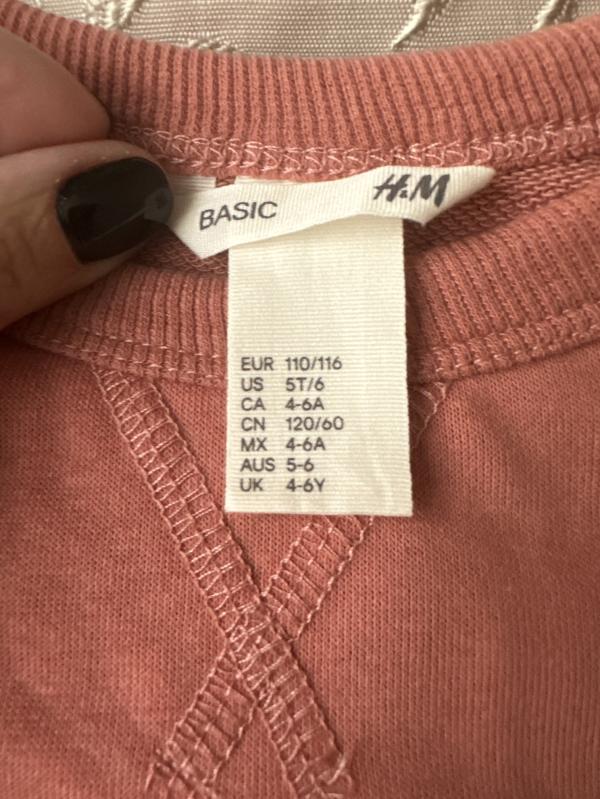 BASIC H&M
EUR 110/116
US 5T/6
CA 4-6A
CN 120/60
MX 4-6A
AUS 5-6
UK 4-6Y